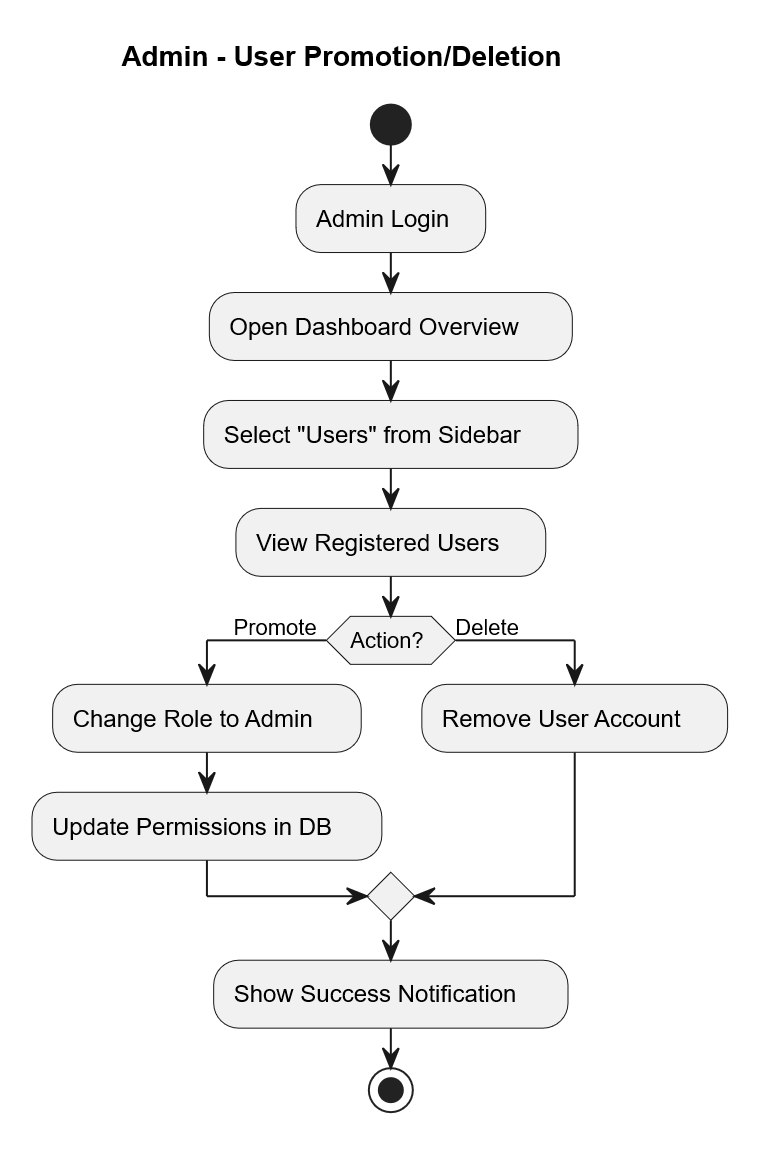 Admin - User Promotion/Deletion
Admin Login
Open Dashboard Overview
Select "Users" from Sidebar
View Registered Users
Promote
Action?
Delete
Change Role to Admin
Remove User Account
Update Permissions in DB
Show Success Notification